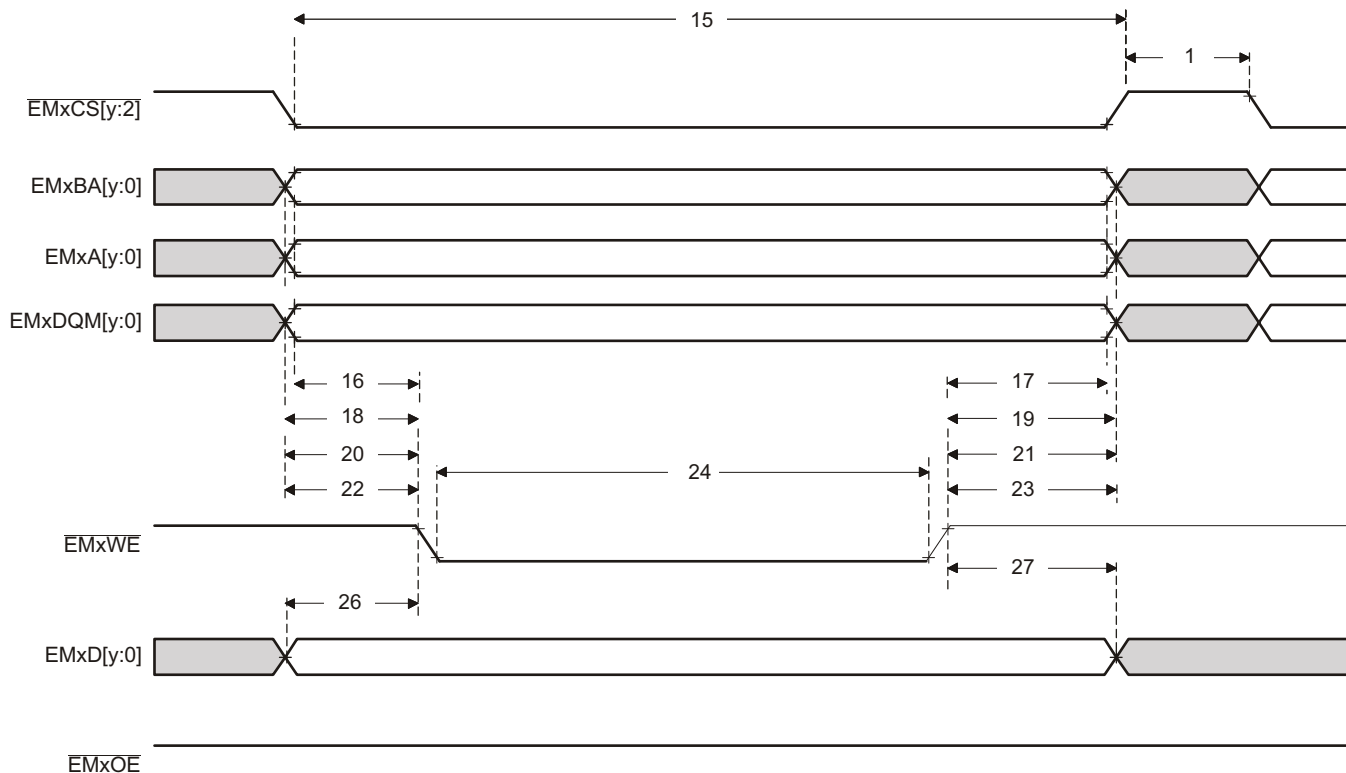 15
1
EMxCS[y:2]
EMxBA[y:0]
EMxA[y:0]
EMxDQM[y:0]
16 17
18 19
20 21
24
22 23
EMxWE
27
26
EMxD[y:0]
EMxOE